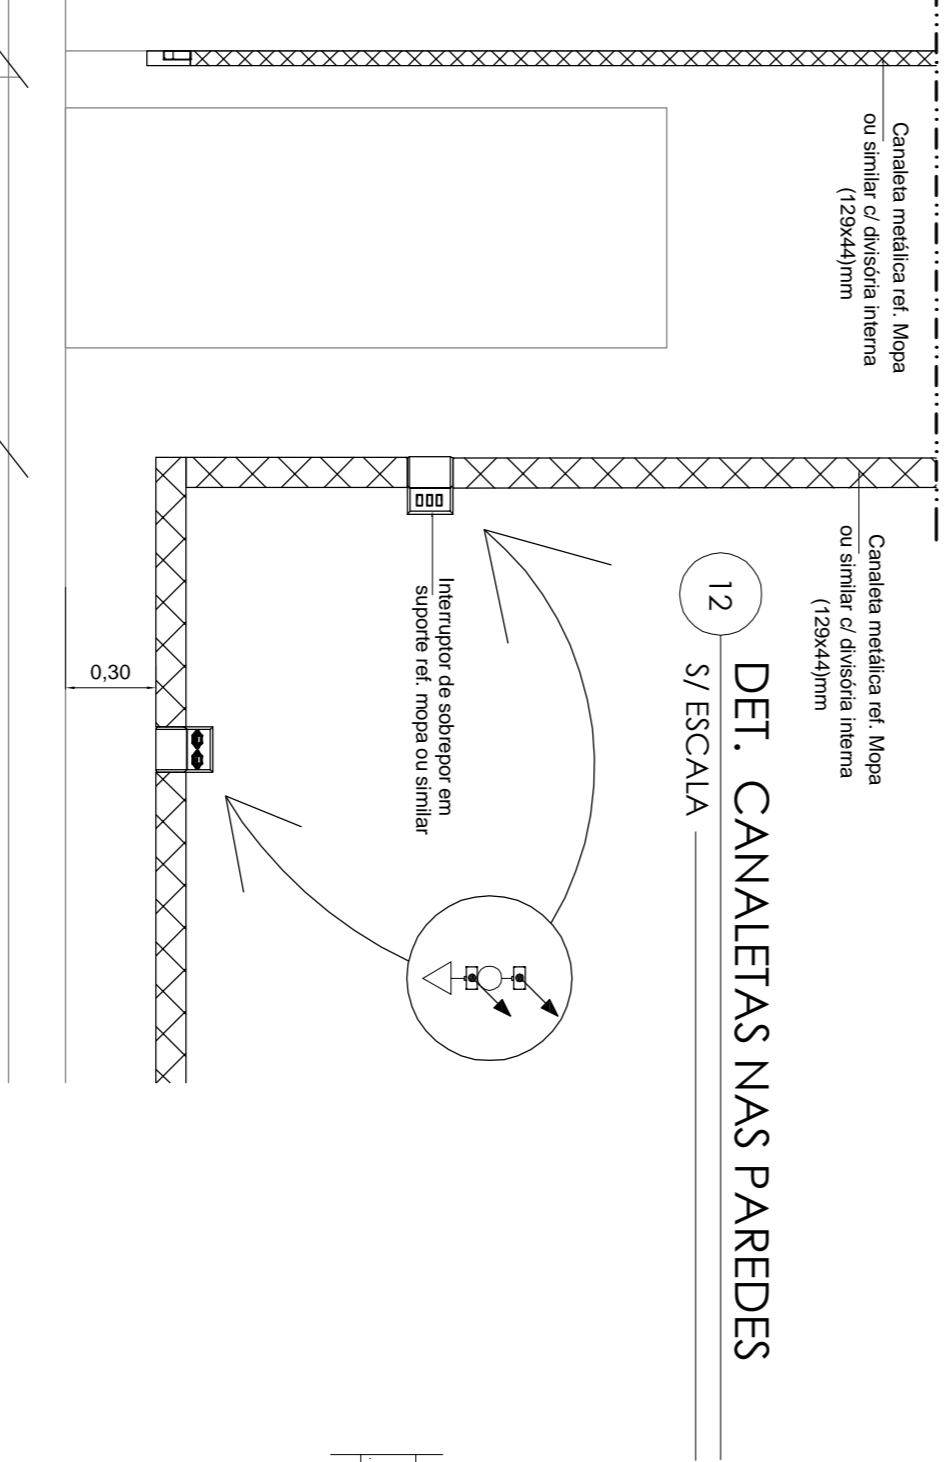 Canaleta metálica ref. Mopa
ou similar c/ divisória interna
(129x44)mm
Canaleta metálica ref. Mopa
ou similar c/ divisória interna
(129x44)mm
Interruptor de sobrepor em
suporte ref. mopa ou similar
0,30
12
DET. CANALETAS NAS PAREDES
S/ ESCALA